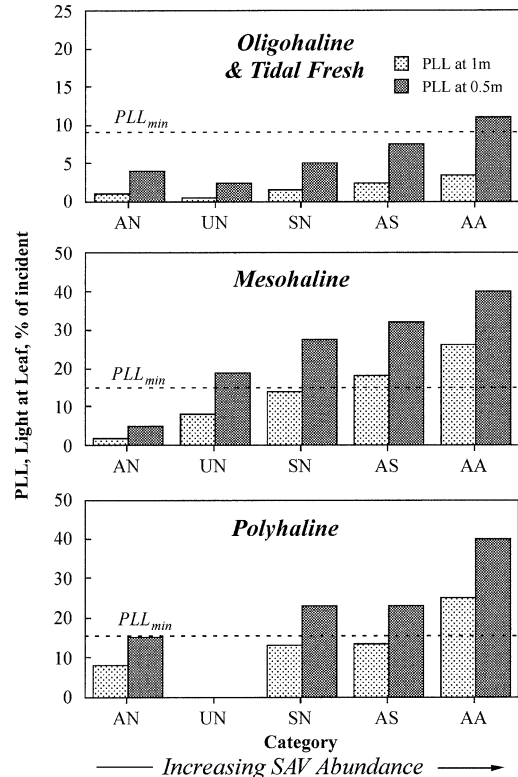 PLL, Light at Leaf, % of incident
25
20
15
10
5
0
Oligohaline
& Tidal Fresh
PLL at 1m
PLL at 0.5m
PLLmin
AN UN SN AS AA
50
40
30
20
10
0
Mesohaline
PLLmin
AN UN SN AS AA
50
40
30
20
10
0
Polyhaline
PLLmin
AN UN SN AS AA
Category
Increasing SAV Abundance